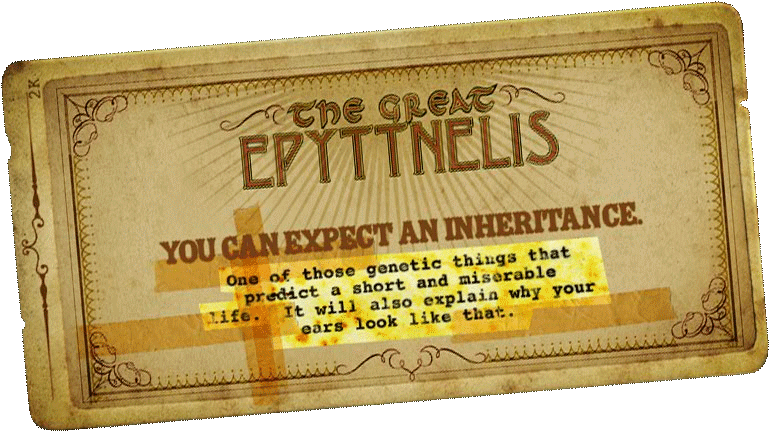 2K
THE GREAT
EPYTTNELIS
YOU CAN EXPECT AN INHERITANCE.
One of those genetic things that
predict a short and miserable
life. It will also explain why your
ears look like that.